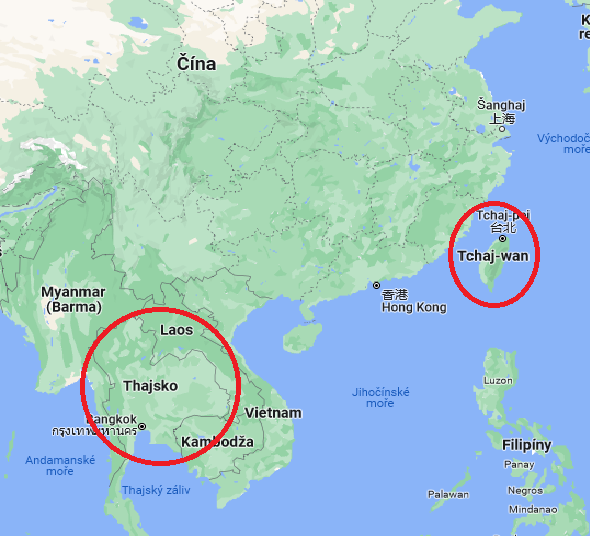 Čína
Šanghaj
上海
Východoč
moře
K
re
Tchaj-pej
台北
Tchaj-wan
Myanmar
(Barma)
香港
Hong Kong
Laos
Thajsko
Bangkok
กรุงเทพมหานคร
Vietnam
Kambodža
Jihočínské
moře
Luzon
Filipíny
Panay
Negros
Palawan
Mindanao
Andamanské
moře
Thajský záliv